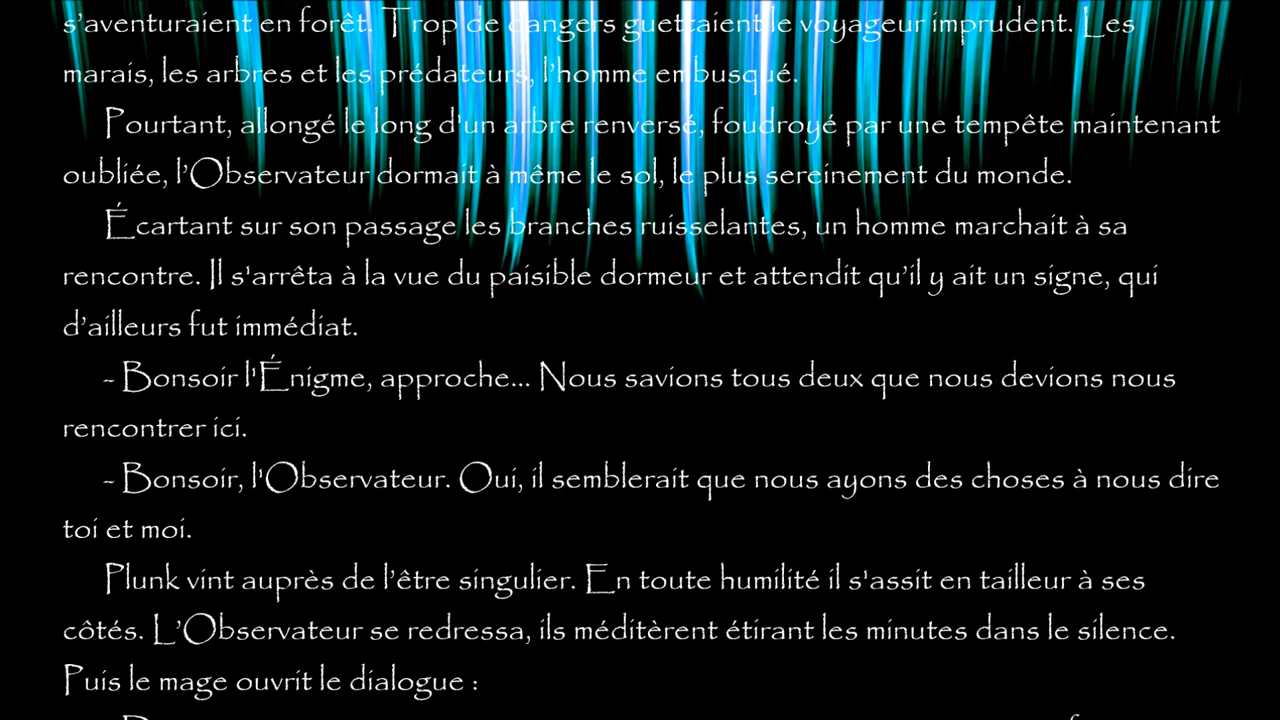 s’aventuraient en forêt. Trop de dangers guettaient le voyageur imprudent. Les
marais, les arbres et les prédateurs, l’homme embusqué.
Pourtant, allongé le long d'un arbre renversé, foudroyé par une tempête maintenant
oubliée, l’Observateur dormait à même le sol, le plus sereinement du monde.
Écartant sur son passage les branches ruisselantes, un homme marchait à sa
rencontre. Il s'arrêta à la vue du paisible dormeur et attendit qu’il y ait un signe, qui
d’ailleurs fut immédiat.
- Bonsoir l'Énigme, approche... Nous savions tous deux que nous devions nous
rencontrer ici.
- Bonsoir, l'Observateur. Oui, il semblerait que nous ayons des choses à nous dire
toi et moi.
Plunk vint auprès de l’être singulier. En toute humilité il s'assit en tailleur à ses
côtés. L’Observateur se redressa, ils méditèrent étirant les minutes dans le silence.
Puis le mage ouvrit le dialogue :